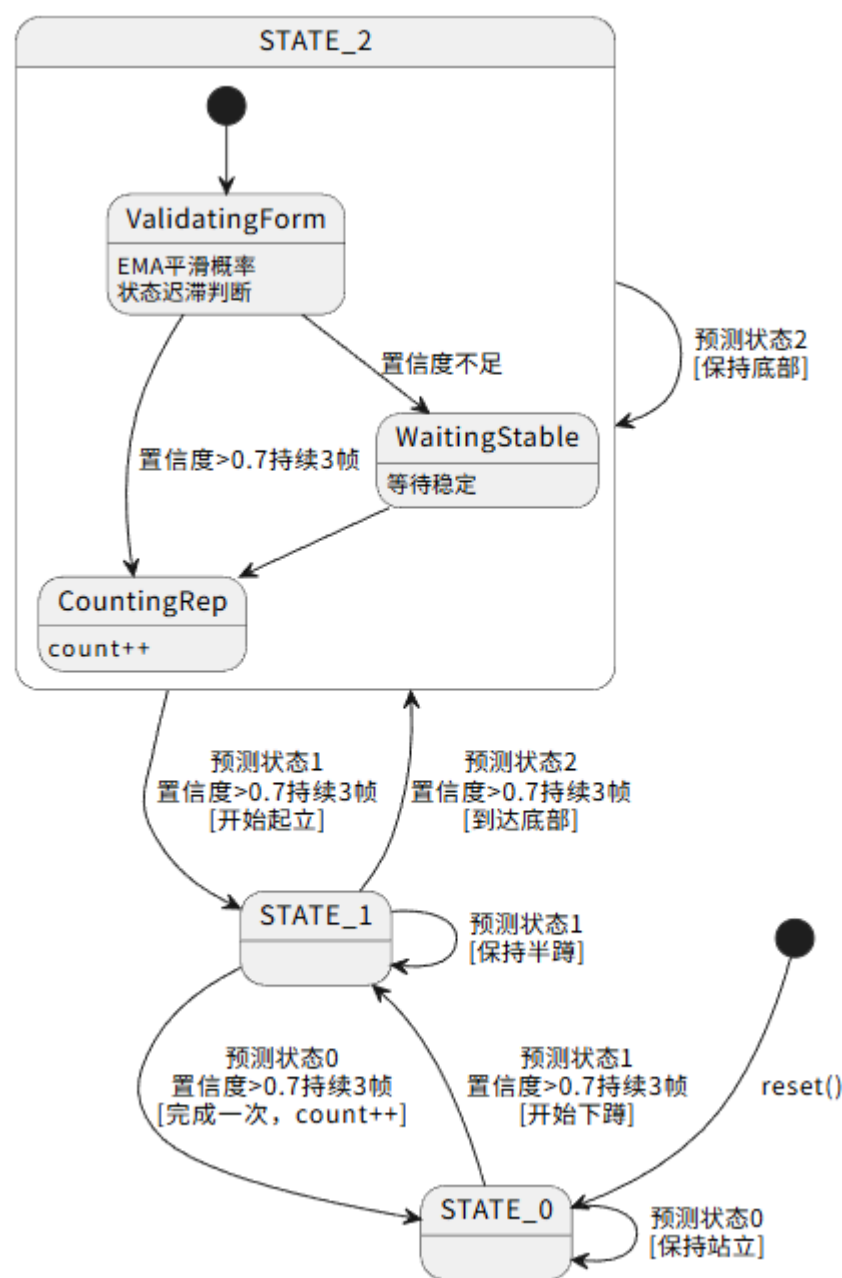 STATE_2
ValidatingForm
EMA平滑概率
状态迟滞判断
置信度不足
预测状态2
[保持底部]
WaitingStable
等待稳定
置信度>0.7持续3帧
CountingRep
count++
预测状态1
置信度>0.7持续3帧
[开始起立]
预测状态2
置信度>0.7持续3帧
[到达底部]
STATE_1
预测状态1
[保持半蹲]
预测状态0
置信度>0.7持续3帧
[完成一次，count++]
预测状态1
置信度>0.7持续3帧
[开始下蹲]
reset()
STATE_0
预测状态0
[保持站立]